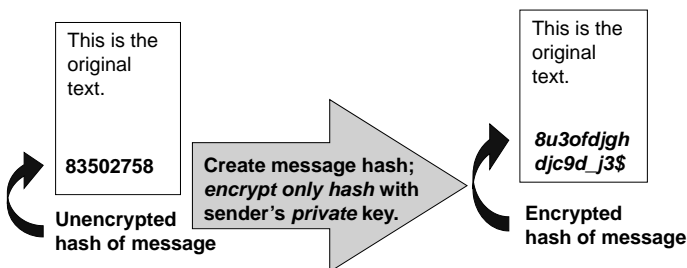 This is the
original
text.
83502758
Unencrypted
hash of message
Create message hash;
encrypt only hash with
sender's private key.
This is the
original
text.
8u3ofdjgh
djc9d_j3$
Encrypted
hash of message